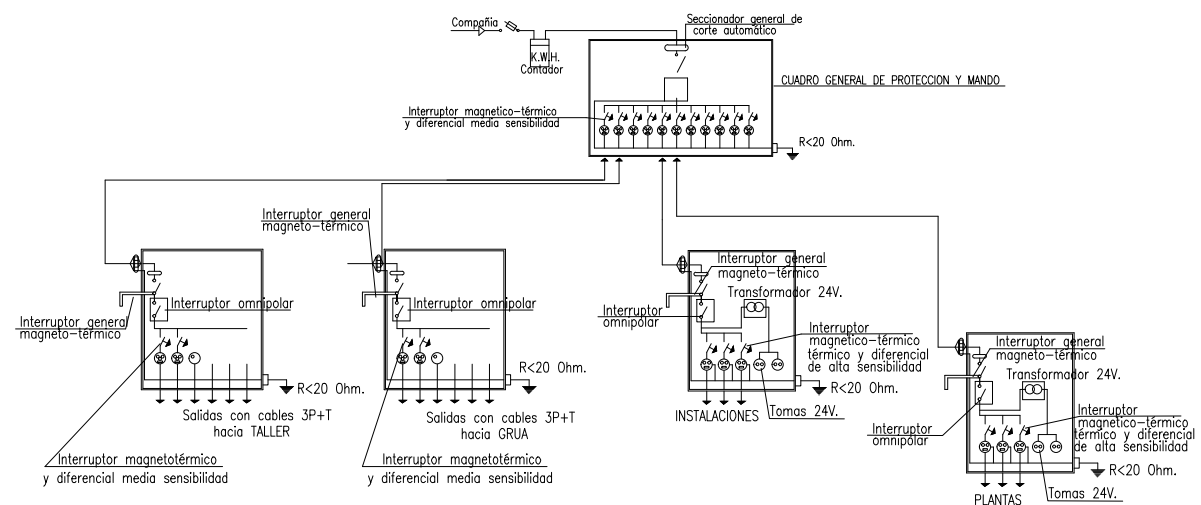 Compañia
Seccionador general de
corte automático
K.W.H.
Contador
CUADRO GENERAL DE PROTECCION Y MANDO
Interruptor magnetico-térmico
y diferencial media sensibilidad
R<20 Ohm.
Interruptor general
magneto-térmico
Interruptor omnipolar
Interruptor general
magneto-térmico
R<20 Ohm.
Salidas con cables 3P+T
hacia TALLER
Interruptor magnetotérmico
y diferencial media sensibilidad
Interruptor omnipolar
R<20 Ohm.
Salidas con cables 3P+T
hacia GRUA
Interruptor magnetotérmico
y diferencial media sensibilidad
Interruptor general
magneto-térmico
Transformador 24V.
Interruptor
omnipolar
Interruptor
magnetico-térmico
térmico y diferencial
de alta sensibilidad
R<20 Ohm.
INSTALACIONES
Tomas 24V.
Interruptor general
magneto-térmico
Transformador 24V.
Interruptor
omnipolar
Interruptor
magnetico-térmico
térmico y diferencial
de alta sensibilidad
R<20 Ohm.
PLANTAS
Tomas 24V.